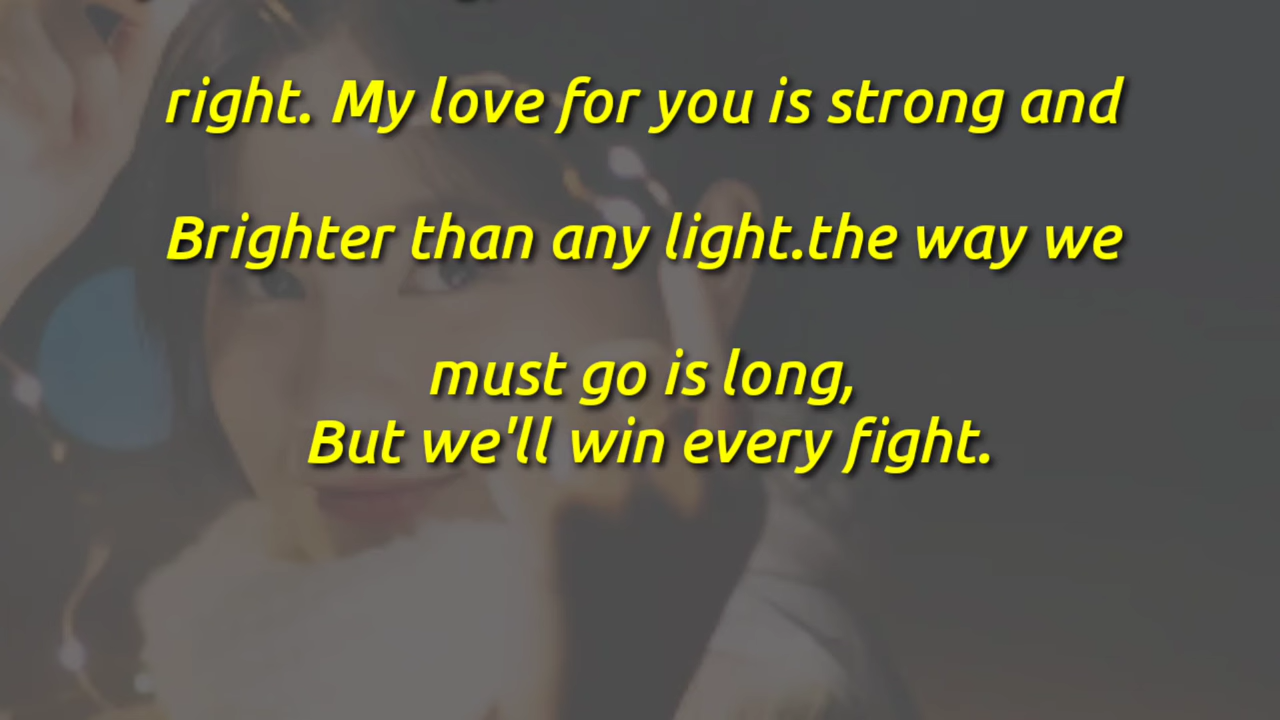 right. My love for you is strong and
Brighter than any light.the way we
must go is long,
But we'll win every fight.